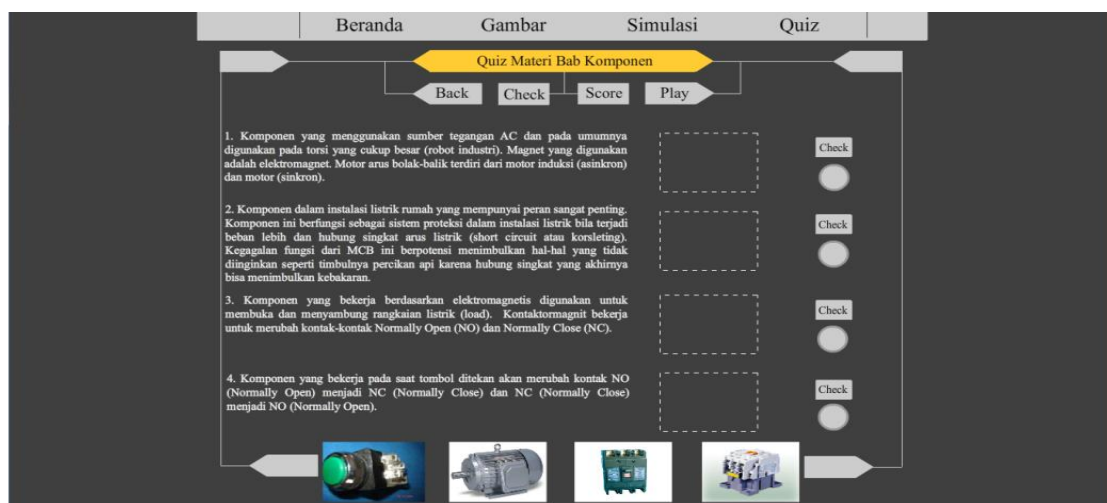 Beranda Gambar Simulasi Quiz
Quiz Materi Bab Komponen
Back Check Score Play
1. Komponen yang menggunakan sumber tegangan AC dan pada umumnya
digunakan pada torsi yang cukup besar (robot industri). Magnet yang digunakan
adalah elektromagnet. Motor arus bolak-balik terdiri dari motor induksi (asinkron)
dan motor (sinkron).
Check
2. Komponen dalam instalasi listrik rumah yang mempunyai peran sangat penting.
Komponen ini berfungsi sebagai sistem proteksi dalam instalasi listrik bila terjadi
beban lebih dan hubung singkat arus listrik (short circuit atau korsleting).
Kegagalan fungsi dari MCB ini berpotensi menimbulkan hal-hal yang tidak
diinginkan seperti timbulnya percikan api karena hubung singkat yang akhirnya
bisa menimbulkan kebakaran.
Check
3. Komponen yang bekerja berdasarkan elektromagnetis digunakan untuk
membuka dan menyambung rangkaian listrik (load). Kontaktormagnit bekerja
untuk merubah kontak-kontak Normally Open (NO) dan Normally Close (NC).
Check
4. Komponen yang bekerja pada saat tombol ditekan akan merubah kontak NO
(Normally Open) menjadi NC (Normally Close) dan NC (Normally Close)
menjadi NO (Normally Open).
Check